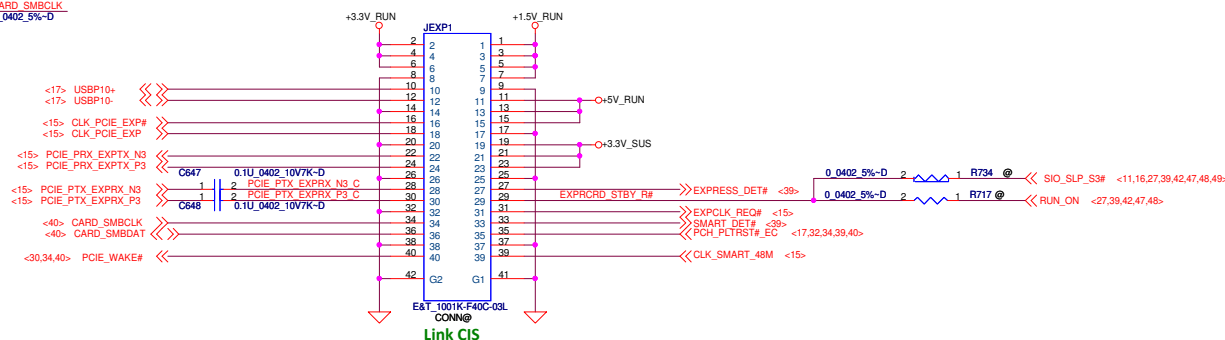 ARD_SMBCLK
_0402_5%~D
+3.3V_RUN
+1.5V_RUN
JEXP1
2 2 1 1
4 4 3 3
6 6 5 5
8 8 7 7
<17> USBP10+ 10 10 9 9
<17> USBP10- 12 12 11 11 +5V_RUN
14 14 13 13
<15> CLK_PCIE_EXP# 16 16 15 15
<15> CLK_PCIE_EXP 18 18 17 17
20 20 19 19 +3.3V_SUS
<15> PCIE_PRX_EXPTX_N3 22 22 21 21
<15> PCIE_PRX_EXPTX_P3 24 24 23 23
C647 0.1U_0402_10V7K~D 26 26 25 25 0_0402_5%~D 2 1 R734 @ SIO_SLP_S3# <11,16,27,39,42,47,48,49>
<15> PCIE_PTX_EXPRX_N3 1 2 PCIE_PTX_EXPRX_N3_C 28 28 27 27 EXPRESS_DET# <39>
<15> PCIE_PTX_EXPRX_P3 1 2 PCIE_PTX_EXPRX_P3_C 30 30 29 29 EXPRCRD_STBY_R# 0_0402_5%~D 2 1 R717 @ RUN_ON <27,39,42,47,48>
C648 0.1U_0402_10V7K~D 32 32 31 31 EXPCLK_REQ# <15>
<40> CARD_SMBCLK 34 34 33 33 SMART_DET# <39>
<40> CARD_SMBDAT 36 36 35 35 PCH_PLTRST#_EC <17,32,34,39,40>
38 38 37 37
<30,34,40> PCIE_WAKE# 40 40 39 39 CLK_SMART_48M <15>
42 G2 G1 41
E&T_1001K-F40C-03L
CONN@
Link CIS